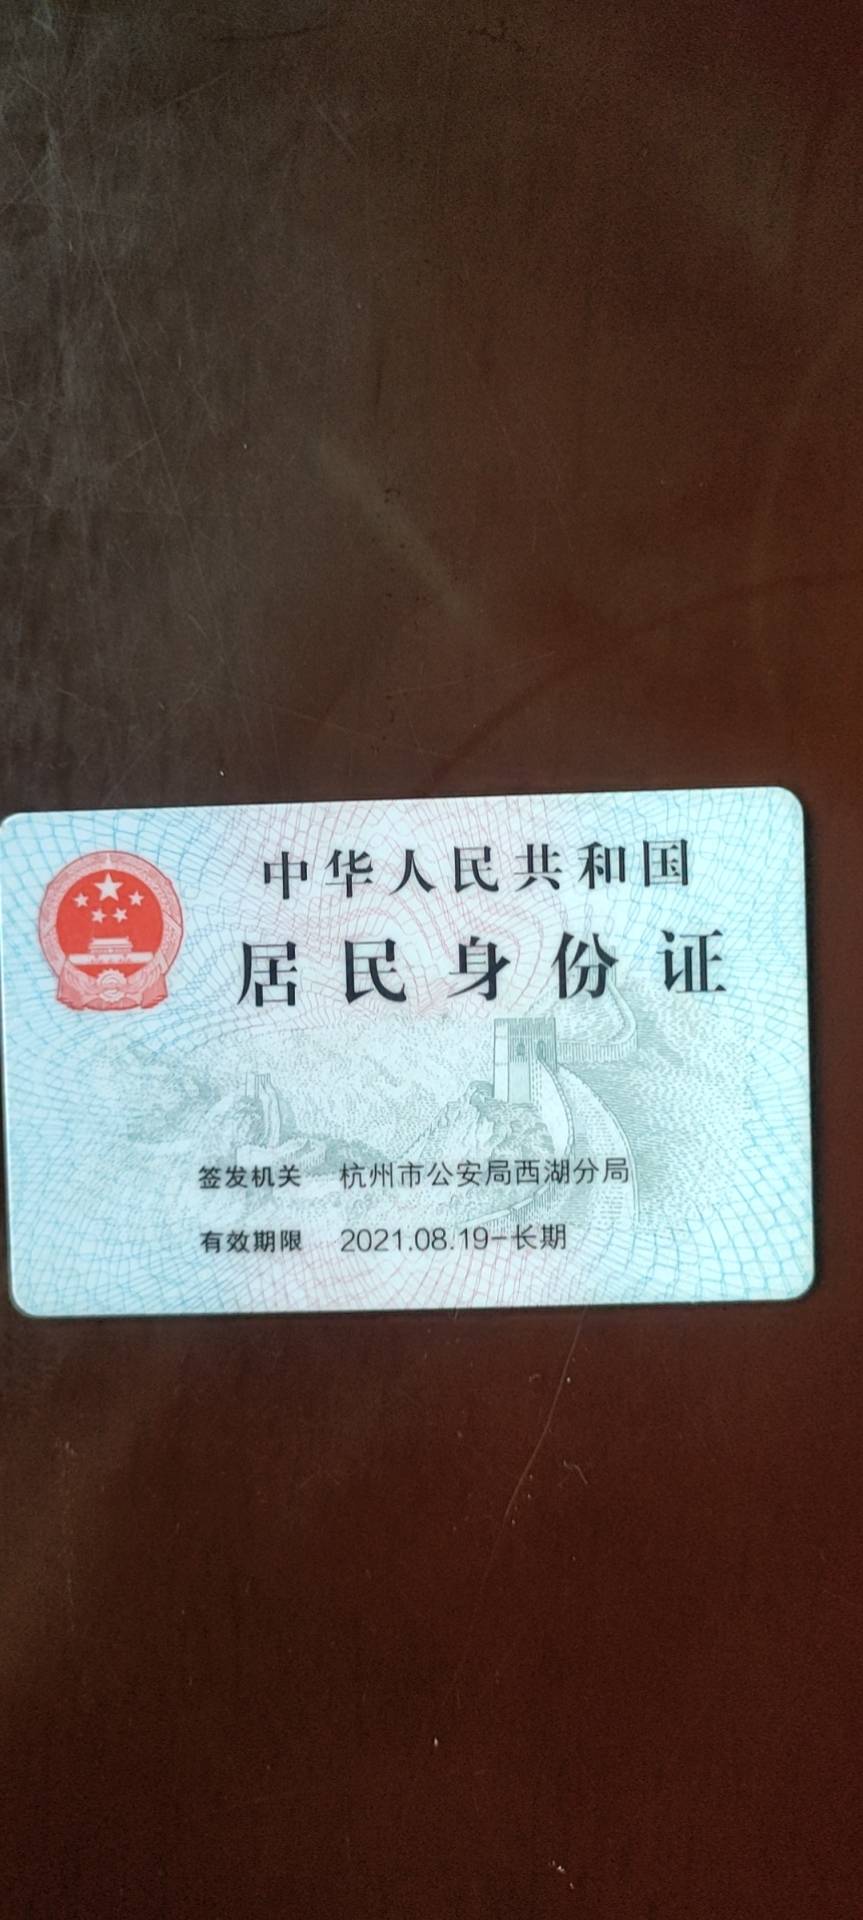 中华人民共和国
居民身份证
签发机关 杭州市公安局西湖分局
有效期限 2021.08.19-长期